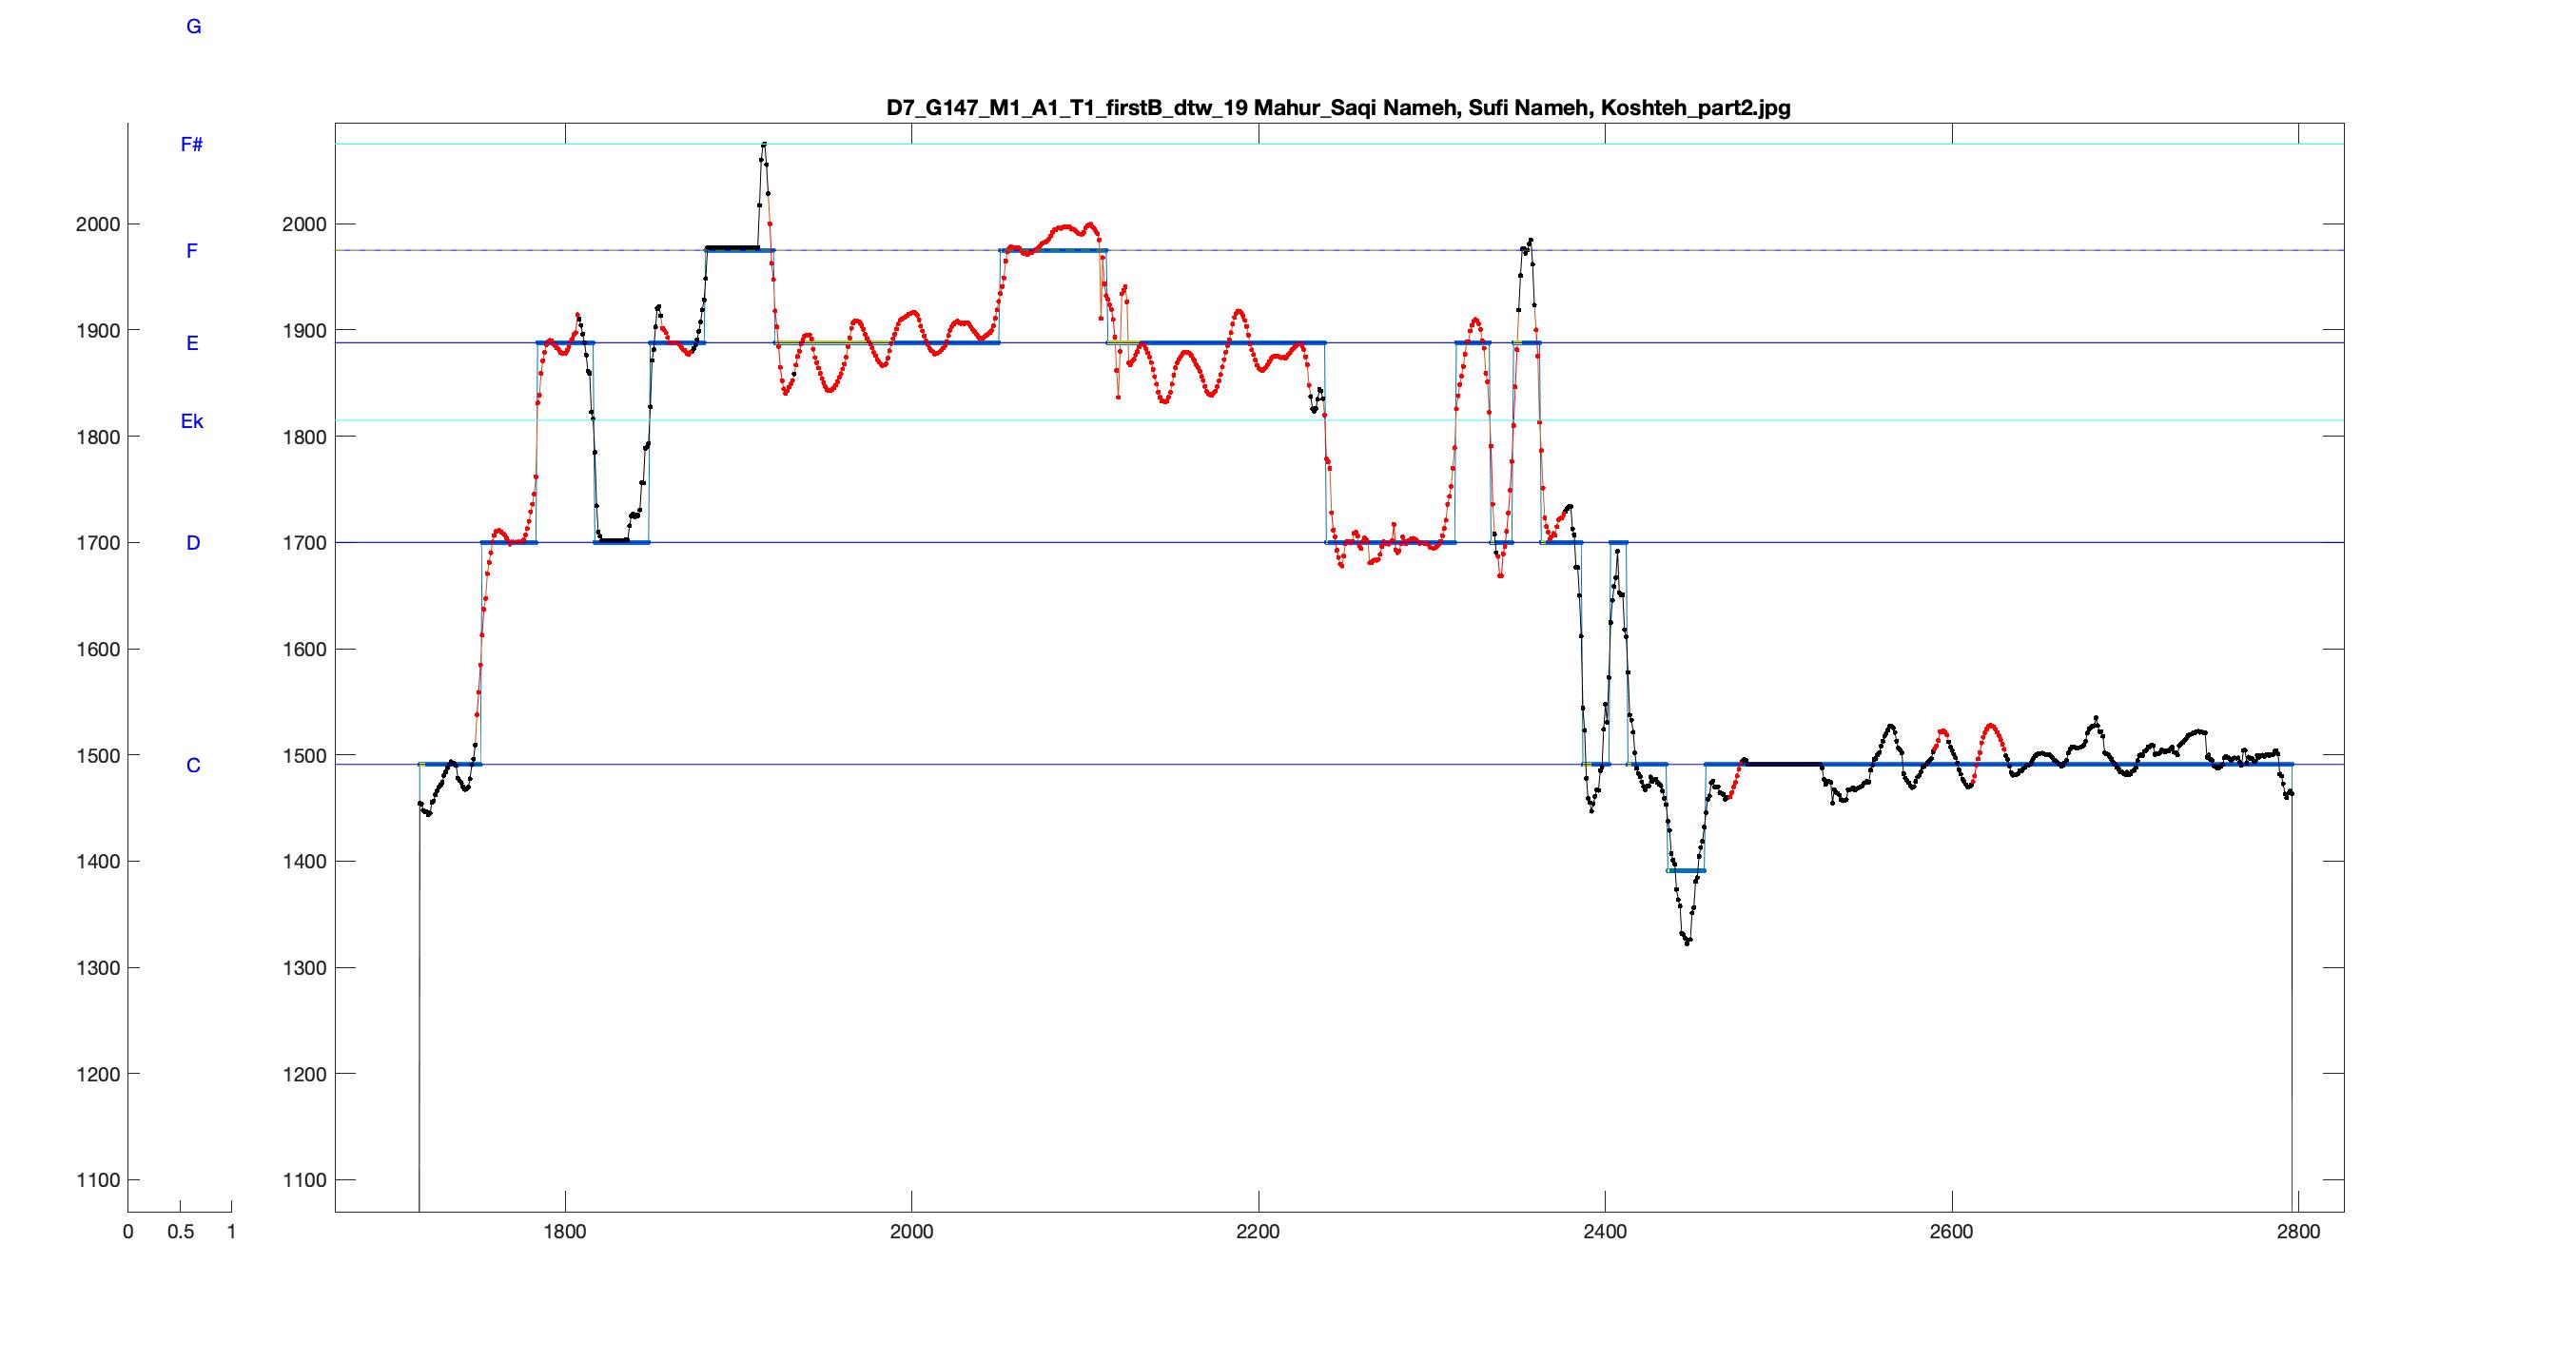 G
D7_G147_M1_A1_T1_firstB_dtw_19 Mahur_Saqi Nameh, Sufi Nameh, Koshteh_part2.jpg
F#
2000 2000
F
1900 E 1900
Ek
1800 1800
1700 D 1700
1600 1600
1500 C 1500
1400 1400
1300 1300
1200 1200
1100 1100
0 0.5 1 1800 2000 2200 2400 2600 2800